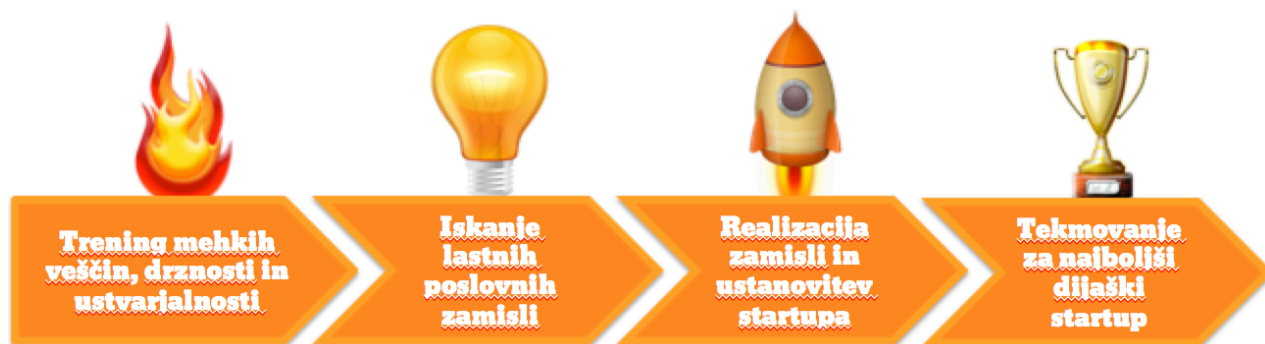 Trening mehkih
veščin, drznosti in
ustvarjalnosti
Iskanje
lastnih
poslovnih
zamisli
Realizacija
zamisli in
ustanovitev
startupa
Tekmovanje
za najboljši
dijaški
startup